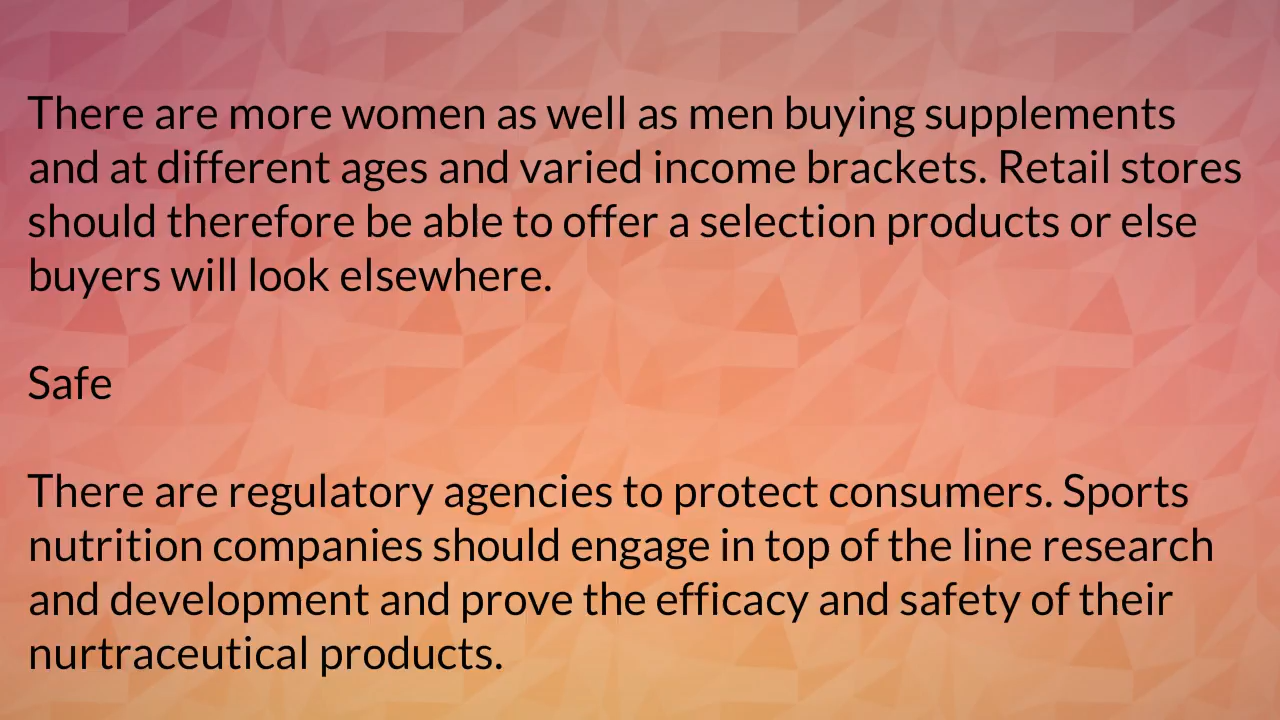 There are more women as well as men buying supplements
and at different ages and varied income brackets. Retail stores
should therefore be able to offer a selection products or else
buyers will look elsewhere.
Safe
There are regulatory agencies to protect consumers. Sports
nutrition companies should engage in top of the line research
and development and prove the efficacy and safety of their
nurtraceutical products.